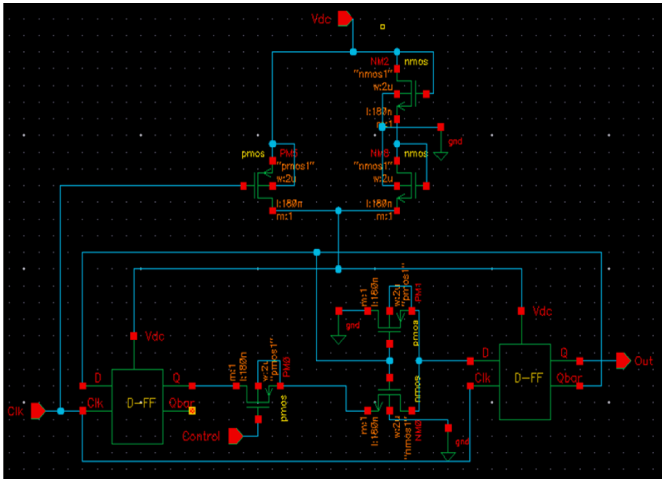 Vdc
NM2 nmos
"nmos1"
w:2u
l:180n
m:1
gnd
pmos
"pmos1"
w:2u
l:180n
m:1
nmos
"nmos1"
w:2u
l:180n
m:1
m:1
l:180n
w:2u
"pmos1"
PM1
pmos
gnd
Vdc
Vdc
D Q
Clk Qbar
D-FF
m:1
l:180n
w:2u
"pmos1"
PM0
pmos
Control
Clk
nmos
m:1
l:180n
w:2u
"nmos1"
gnd
D Q
Clk Qbar
D-FF
Out